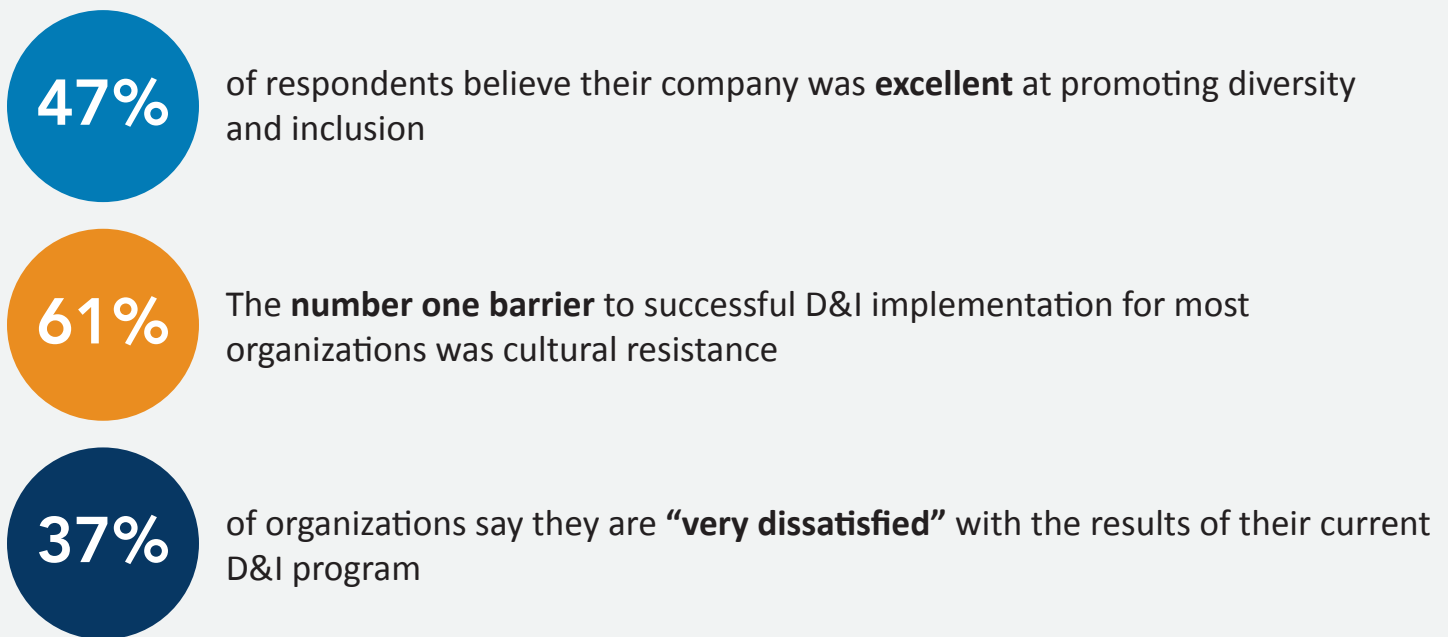 47%
of respondents believe their company was excellent at promoting diversity
and inclusion
61%
The number one barrier to successful D&I implementation for most
organizations was cultural resistance
37%
of organizations say they are “very dissatisfied” with the results of their current
D&I program